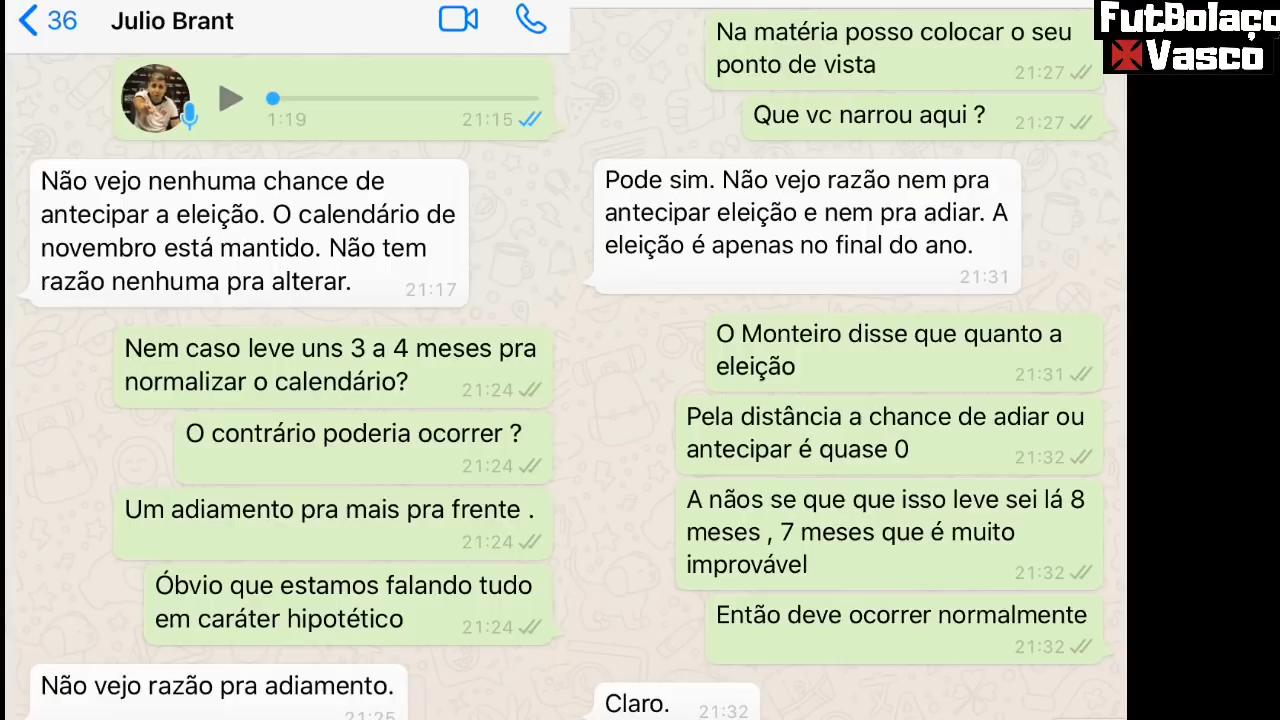 36
Julio Brant
1:19
21:15
Não vejo nenhuma chance de
antecipar a eleição. O calendário de
novembro está mantido. Não tem
razão nenhuma pra alterar.
21:17
Nem caso leve uns 3 a 4 meses pra
normalizar o calendário?
21:24
O contrário poderia ocorrer ?
21:24
Um adiamento pra mais pra frente .
21:24
Óbvio que estamos falando tudo
em caráter hipotético
21:24
Não vejo razão pra adiamento.
21:25
Na matéria posso colocar o seu
ponto de vista
21:27
Que vc narrou aqui ?
21:27
Pode sim. Não vejo razão nem pra
antecipar eleição e nem pra adiar. A
eleição é apenas no final do ano.
21:31
O Monteiro disse que quanto a
eleição
21:31
Pela distância a chance de adiar ou
antecipar é quase 0
21:32
A nãos se que que isso leve sei lá 8
meses , 7 meses que é muito
improvável
21:32
Então deve ocorrer normalmente
21:32
Claro.
21:32
FutBolaço
Vasco